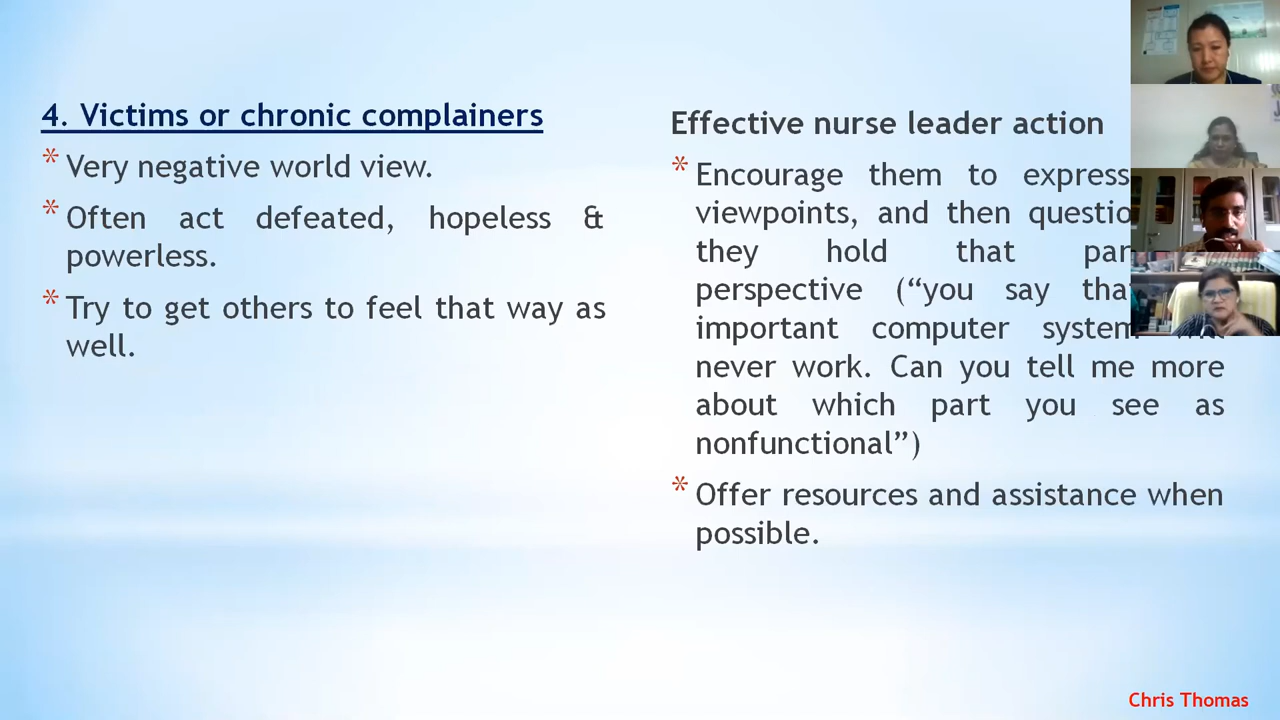 4. Victims or chronic complainers
* Very negative world view.
* Often act defeated, hopeless &
powerless.
* Try to get others to feel that way as
well.
Effective nurse leader action
* Encourage them to express
viewpoints, and then
they hold that
perspective (“you say
important computer system
never work. Can you tell me more
about which part you see as
nonfunctional”)
* Offer resources and assistance when
possible.
Chris Thomas